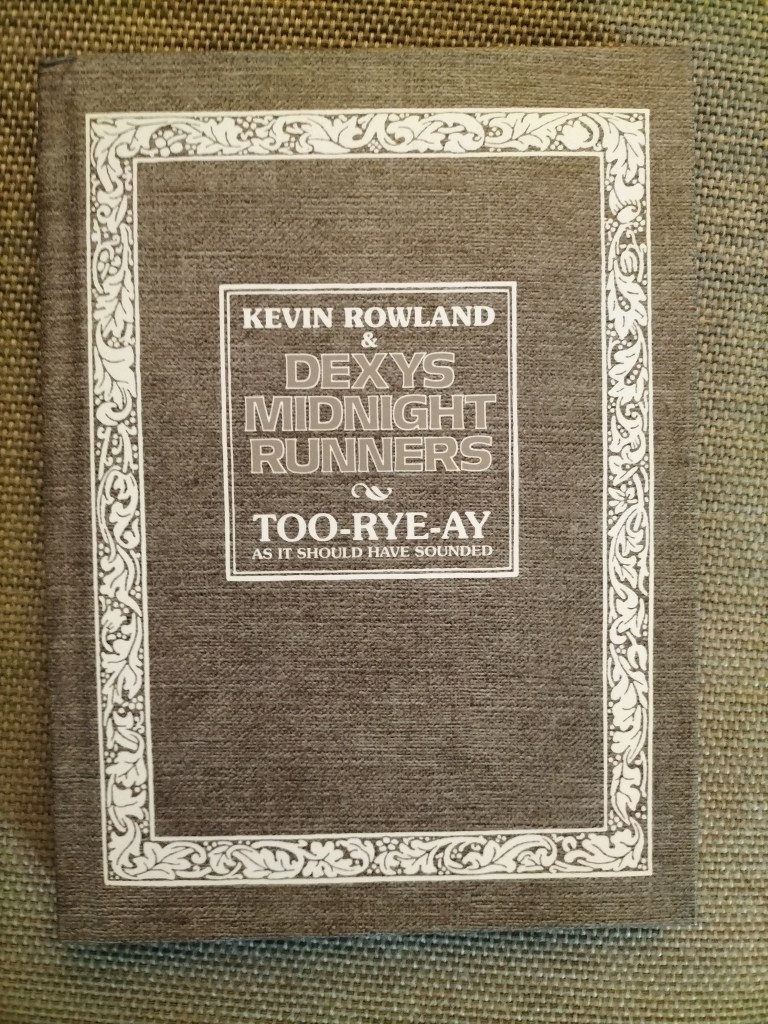 KEVIN ROWLAND
&
DEXYS
MIDNIGHT
RUNNERS
TOO-RYE-AY
AS IT SHOULD HAVE SOUNDED